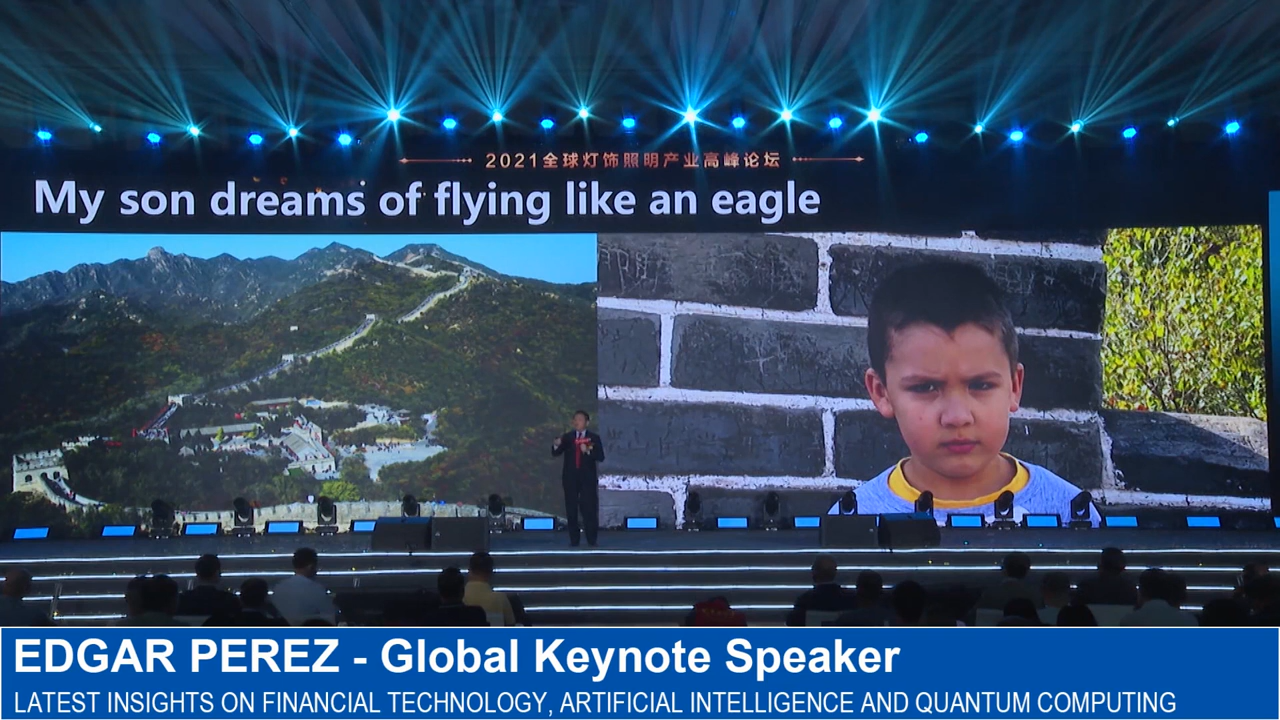 2021全球灯饰照明产业高峰论坛
My son dreams of flying like an eagle
EDGAR PEREZ - Global Keynote Speaker
LATEST INSIGHTS ON FINANCIAL TECHNOLOGY, ARTIFICIAL INTELLIGENCE AND QUANTUM COMPUTING